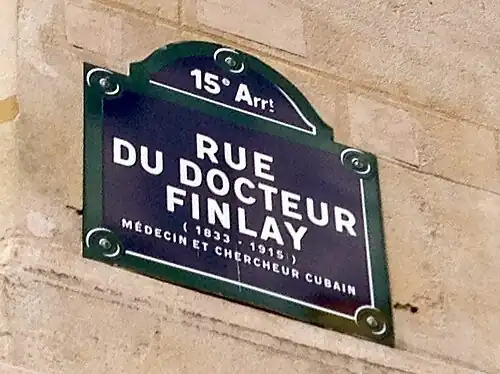 15e Arrt
RUE
DU DOCTEUR
FINLAY
(1833 - 1915)
MÉDECIN ET CHERCHEUR CUBAIN